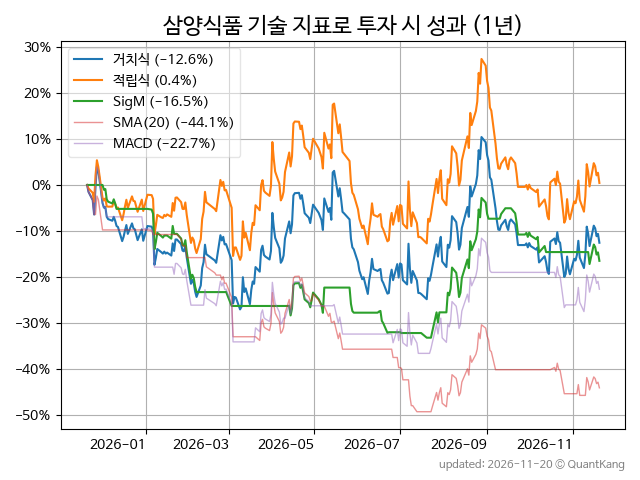 삼양식품 기술 지표로 투자 시 성과 (1년)
30%
20%
10%
0%
−10%
−20%
−30%
−40%
−50%
거치식 (−12.6%)
적립식 (0.4%)
SigM (−16.5%)
SMA(20) (−44.1%)
MACD (−22.7%)
2026-01
2026-03
2026-05
2026-07
2026-09
2026-11
updated: 2026-11-20 © QuantKang